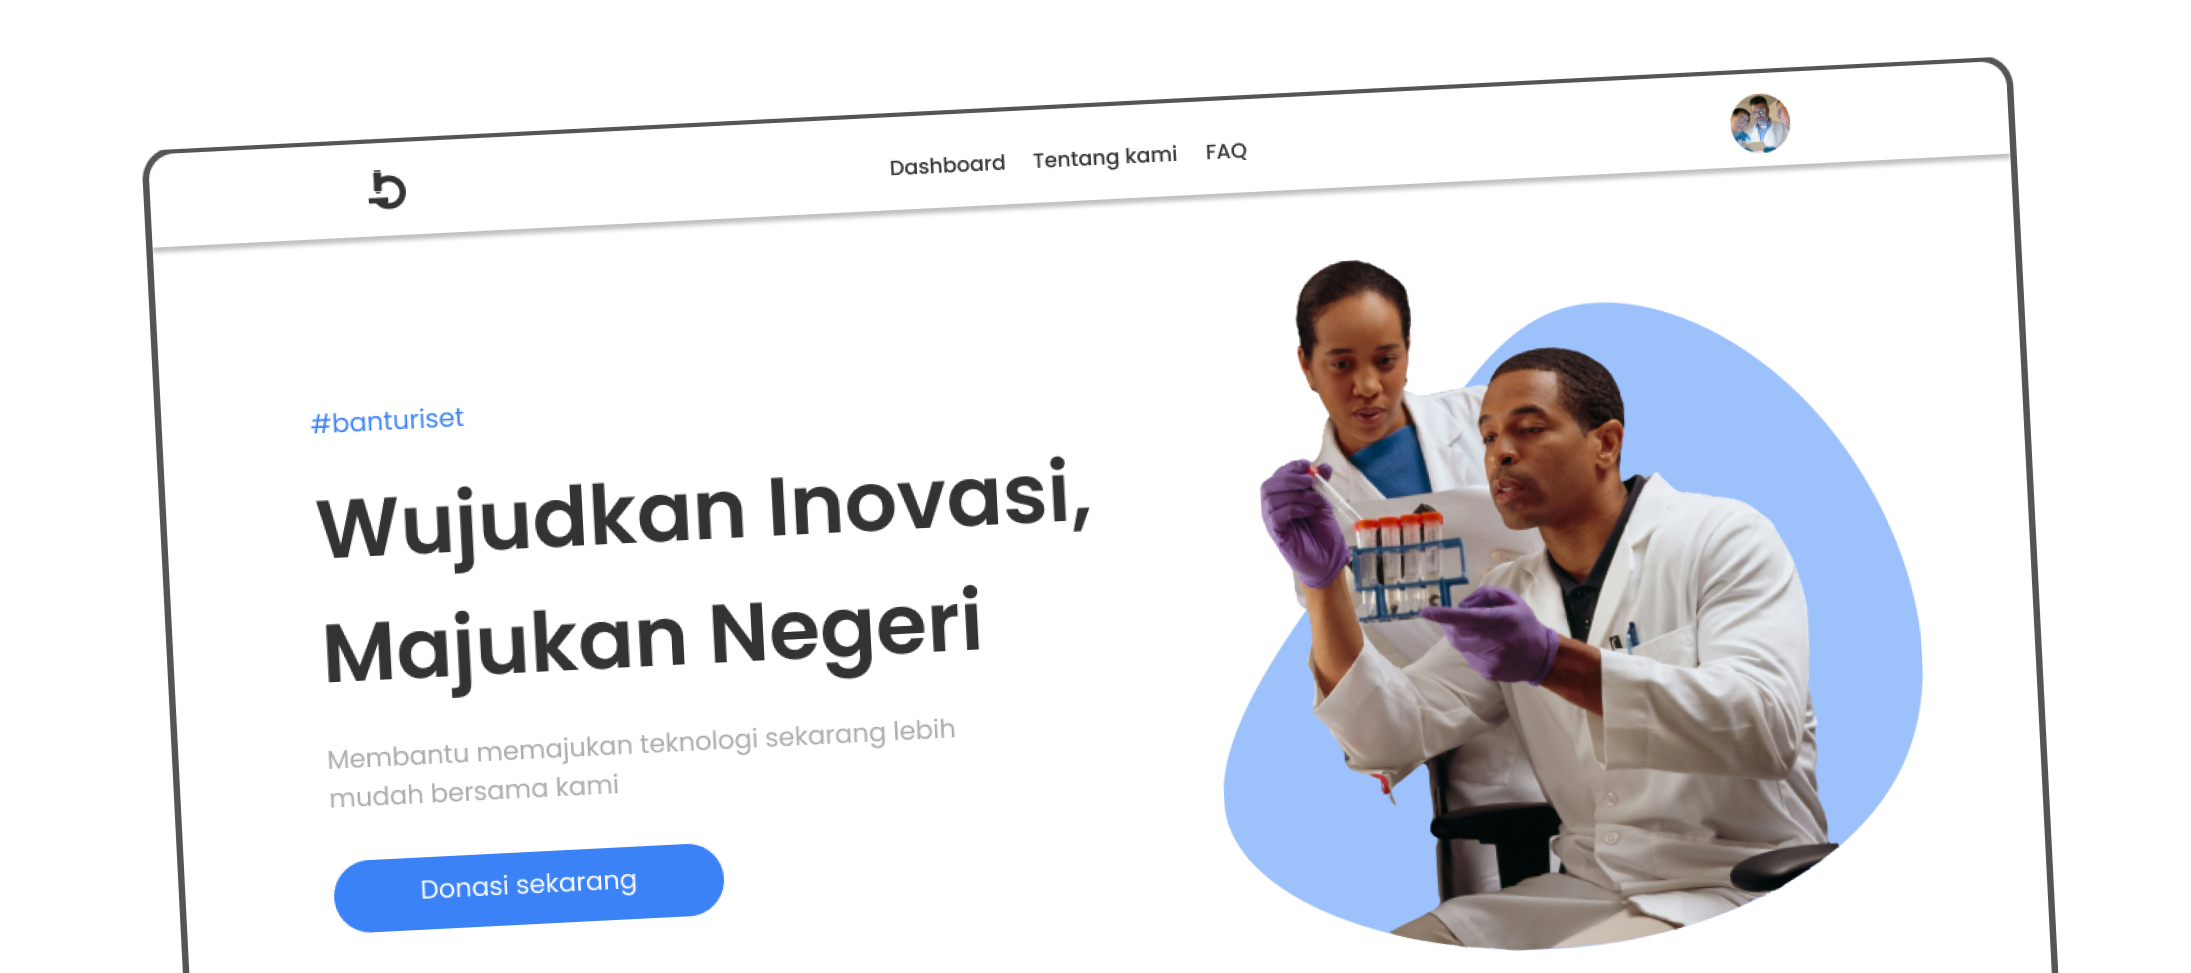 Dashboard Tentang kami FAQ
#banturiset
Wujudkan Inovasi,
Majukan Negeri
Membantu memajukan teknologi sekarang lebih
mudah bersama kami
Donasi sekarang